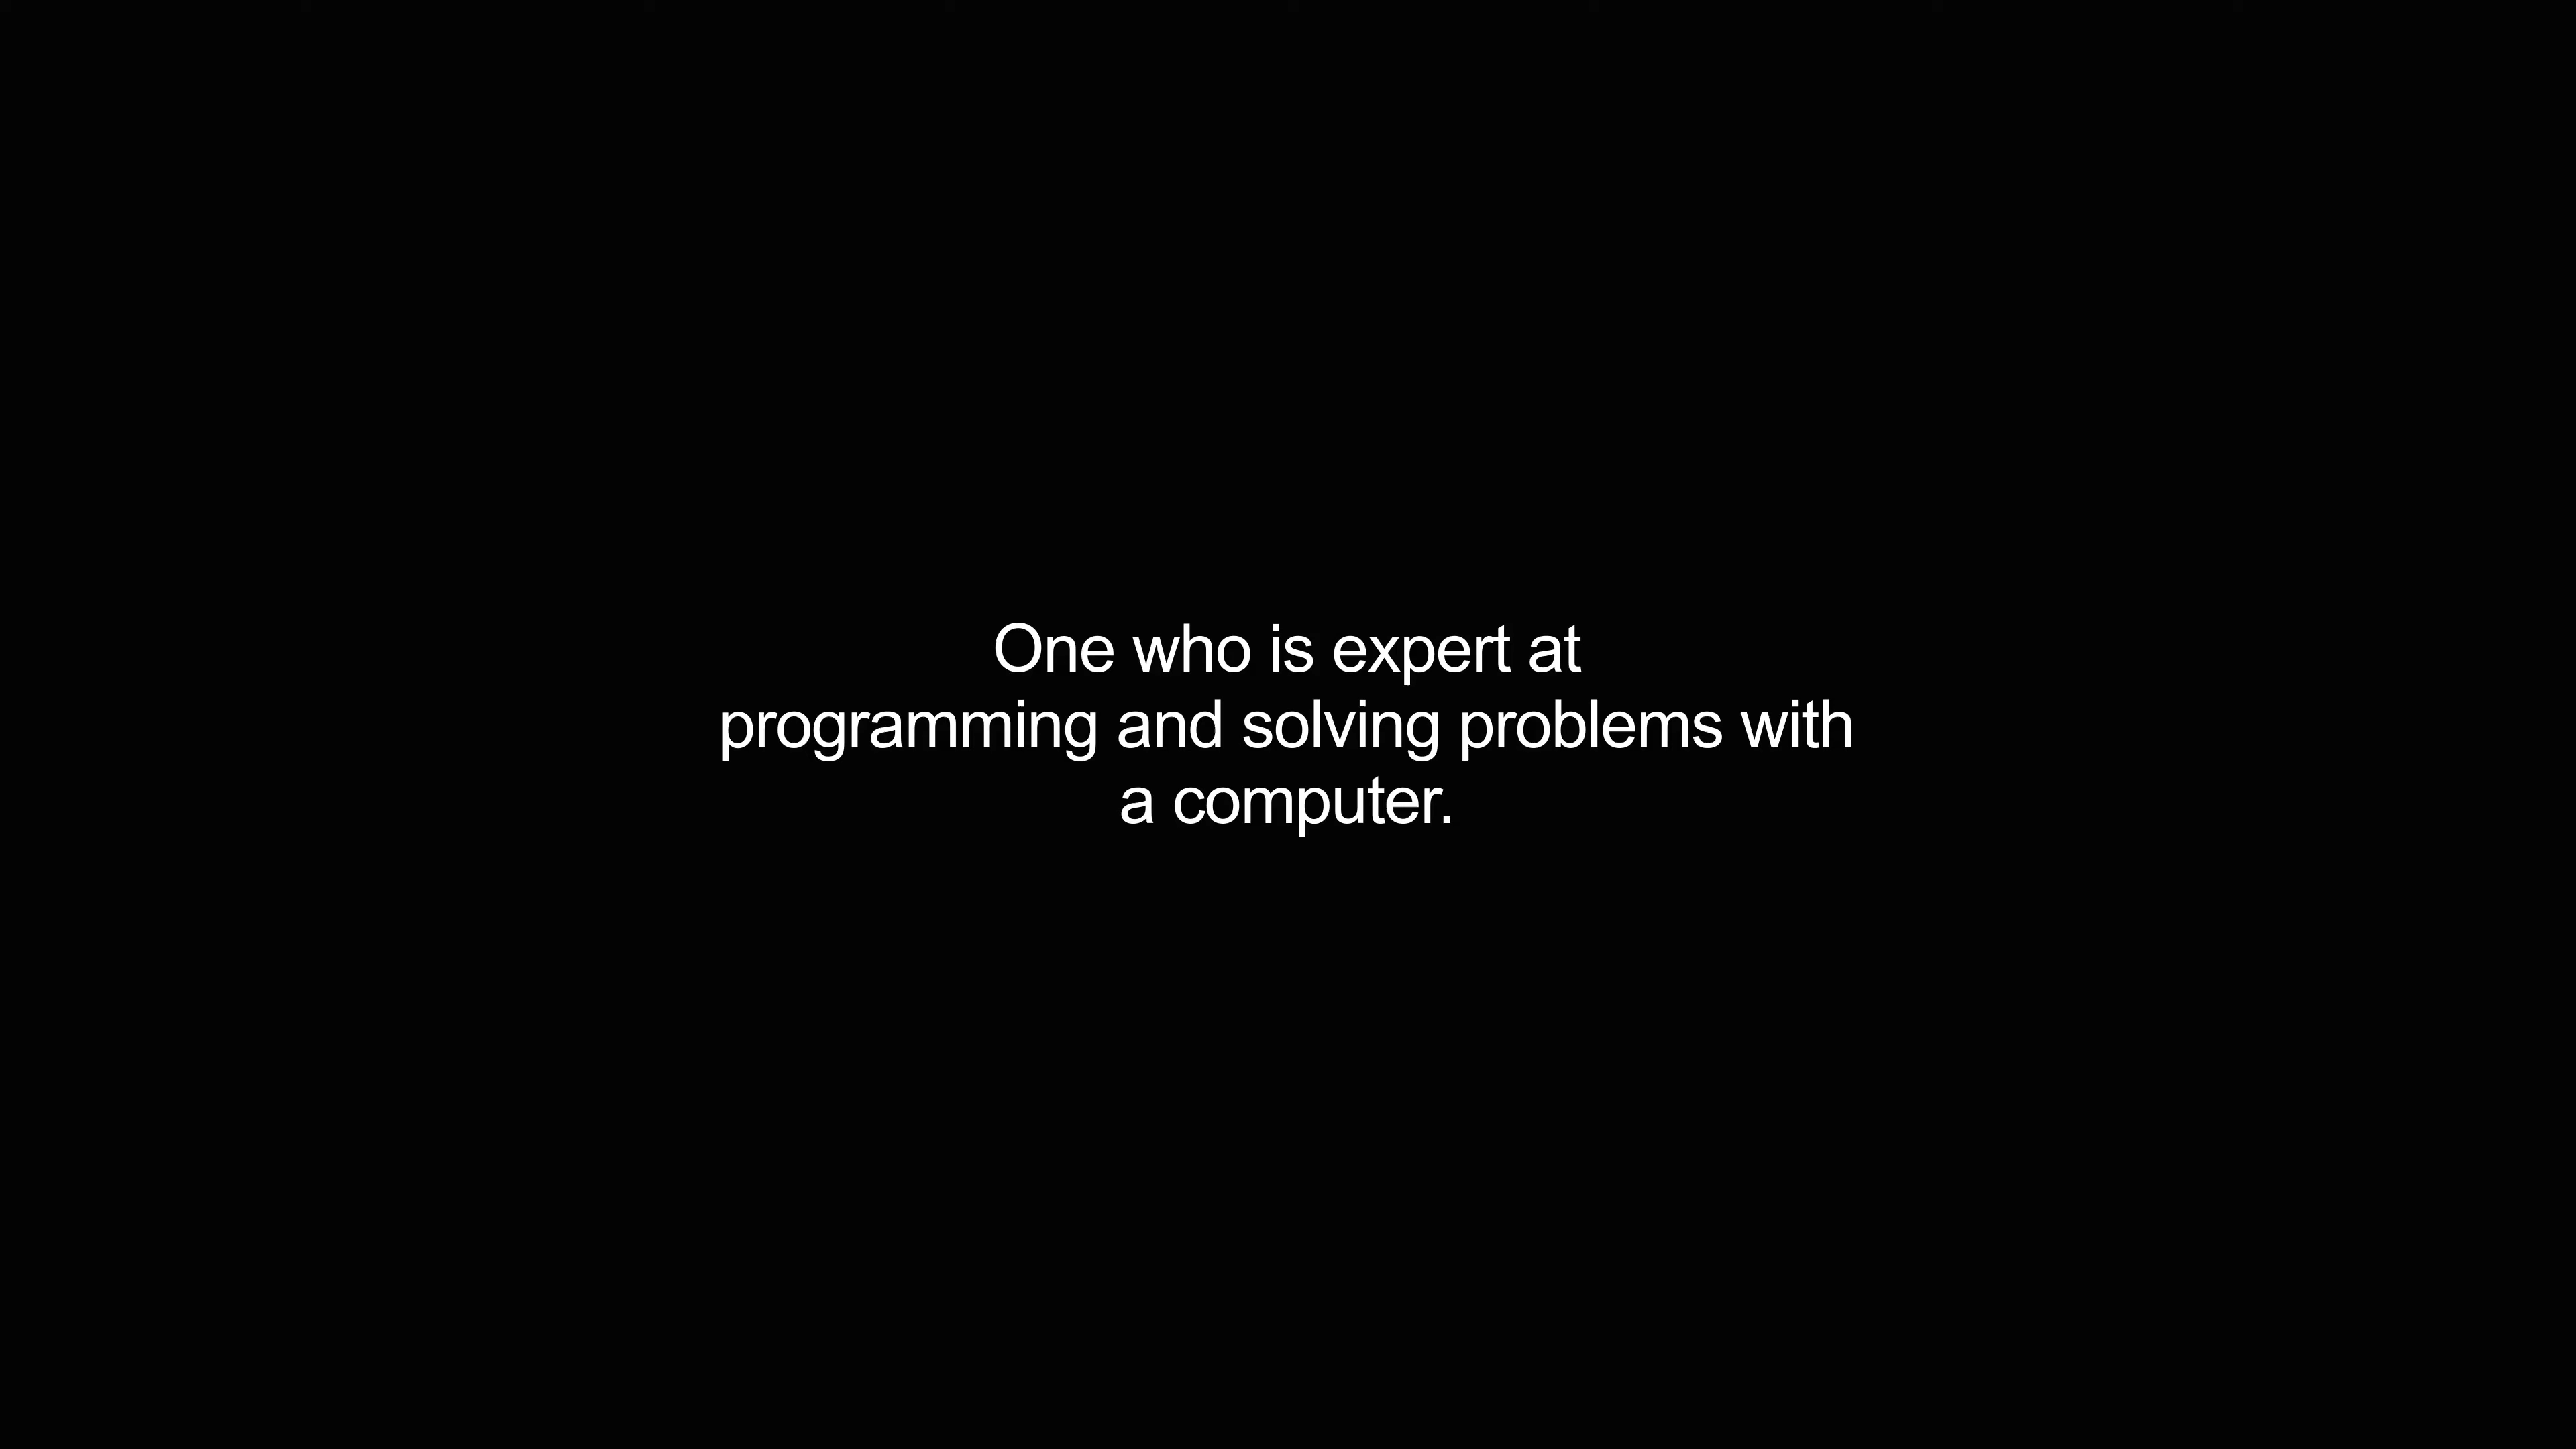 One who is expert at
programming and solving problems with
a computer.